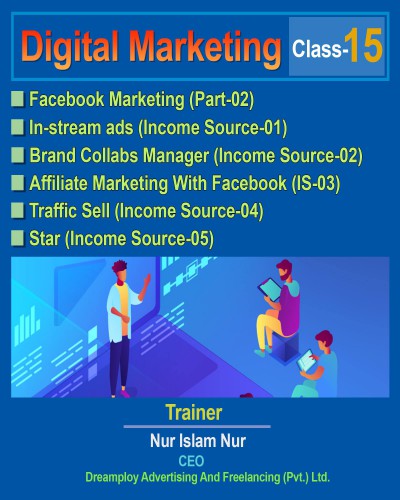 Digital Marketing Class-15
Facebook Marketing (Part-02)
In-stream ads (Income Source-01)
Brand Collabs Manager (Income Source-02)
Affiliate Marketing With Facebook (IS-03)
Traffic Sell (Income Source-04)
Star (Income Source-05)
Trainer
Nur Islam Nur
CEO
Dreamploy Advertising And Freelancing (Pvt.) Ltd.